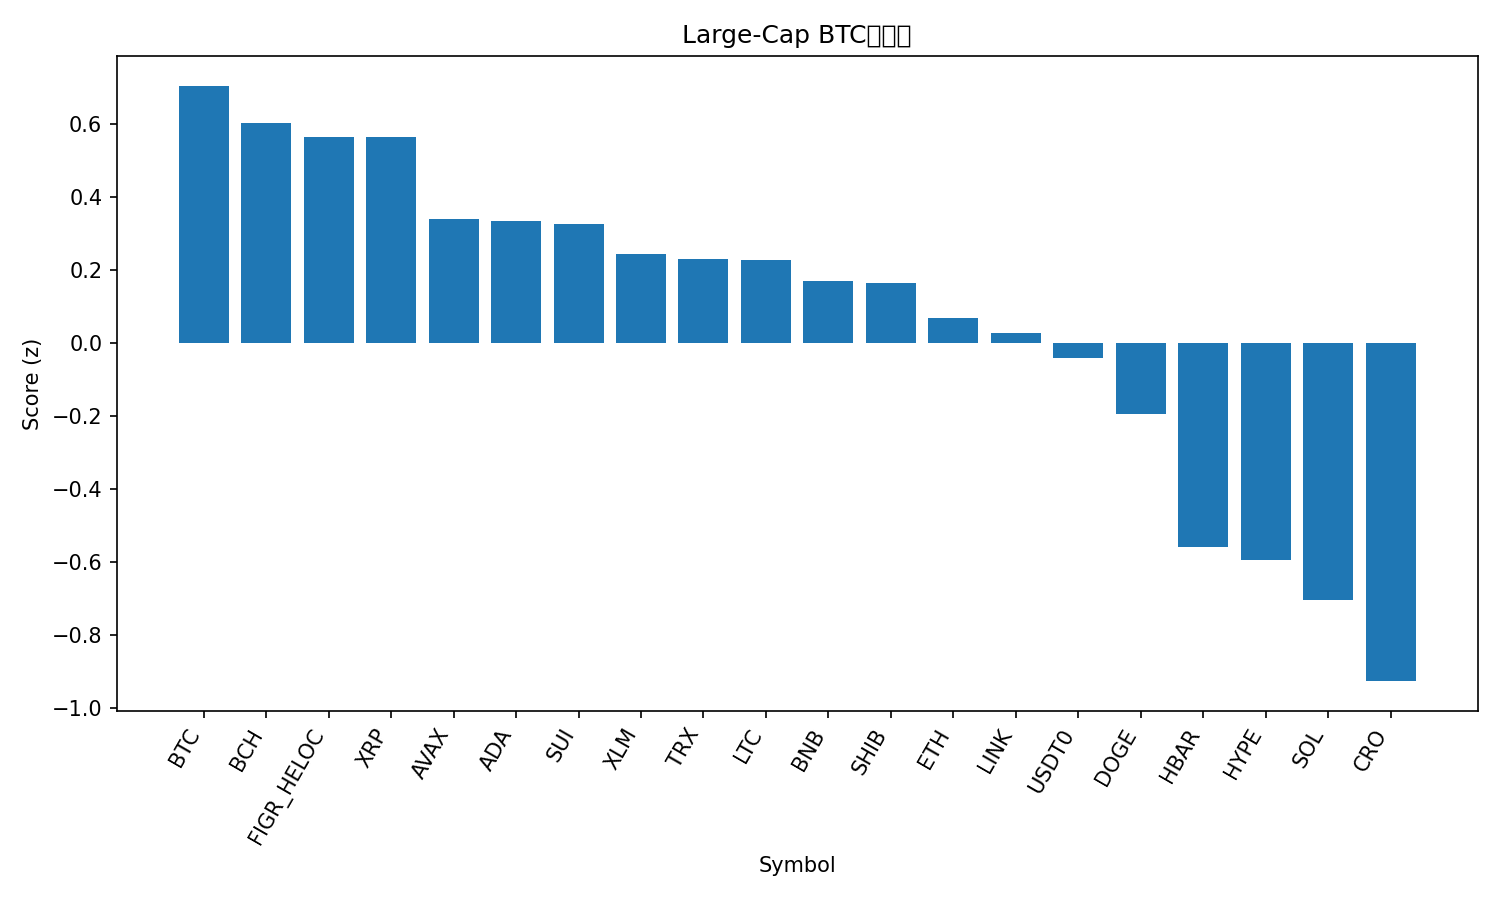 Large-Cap BTC
Score (z)
0.6
0.4
0.2
0.0
−0.2
−0.4
−0.6
−0.8
−1.0
BTC
BCH
FIGR_HELOC
XRP
AVAX
ADA
SUI
XLM
TRX
LTC
BNB
SHIB
ETH
LINK
USDT0
DOGE
HBAR
HYPE
SOL
CRO
Symbol